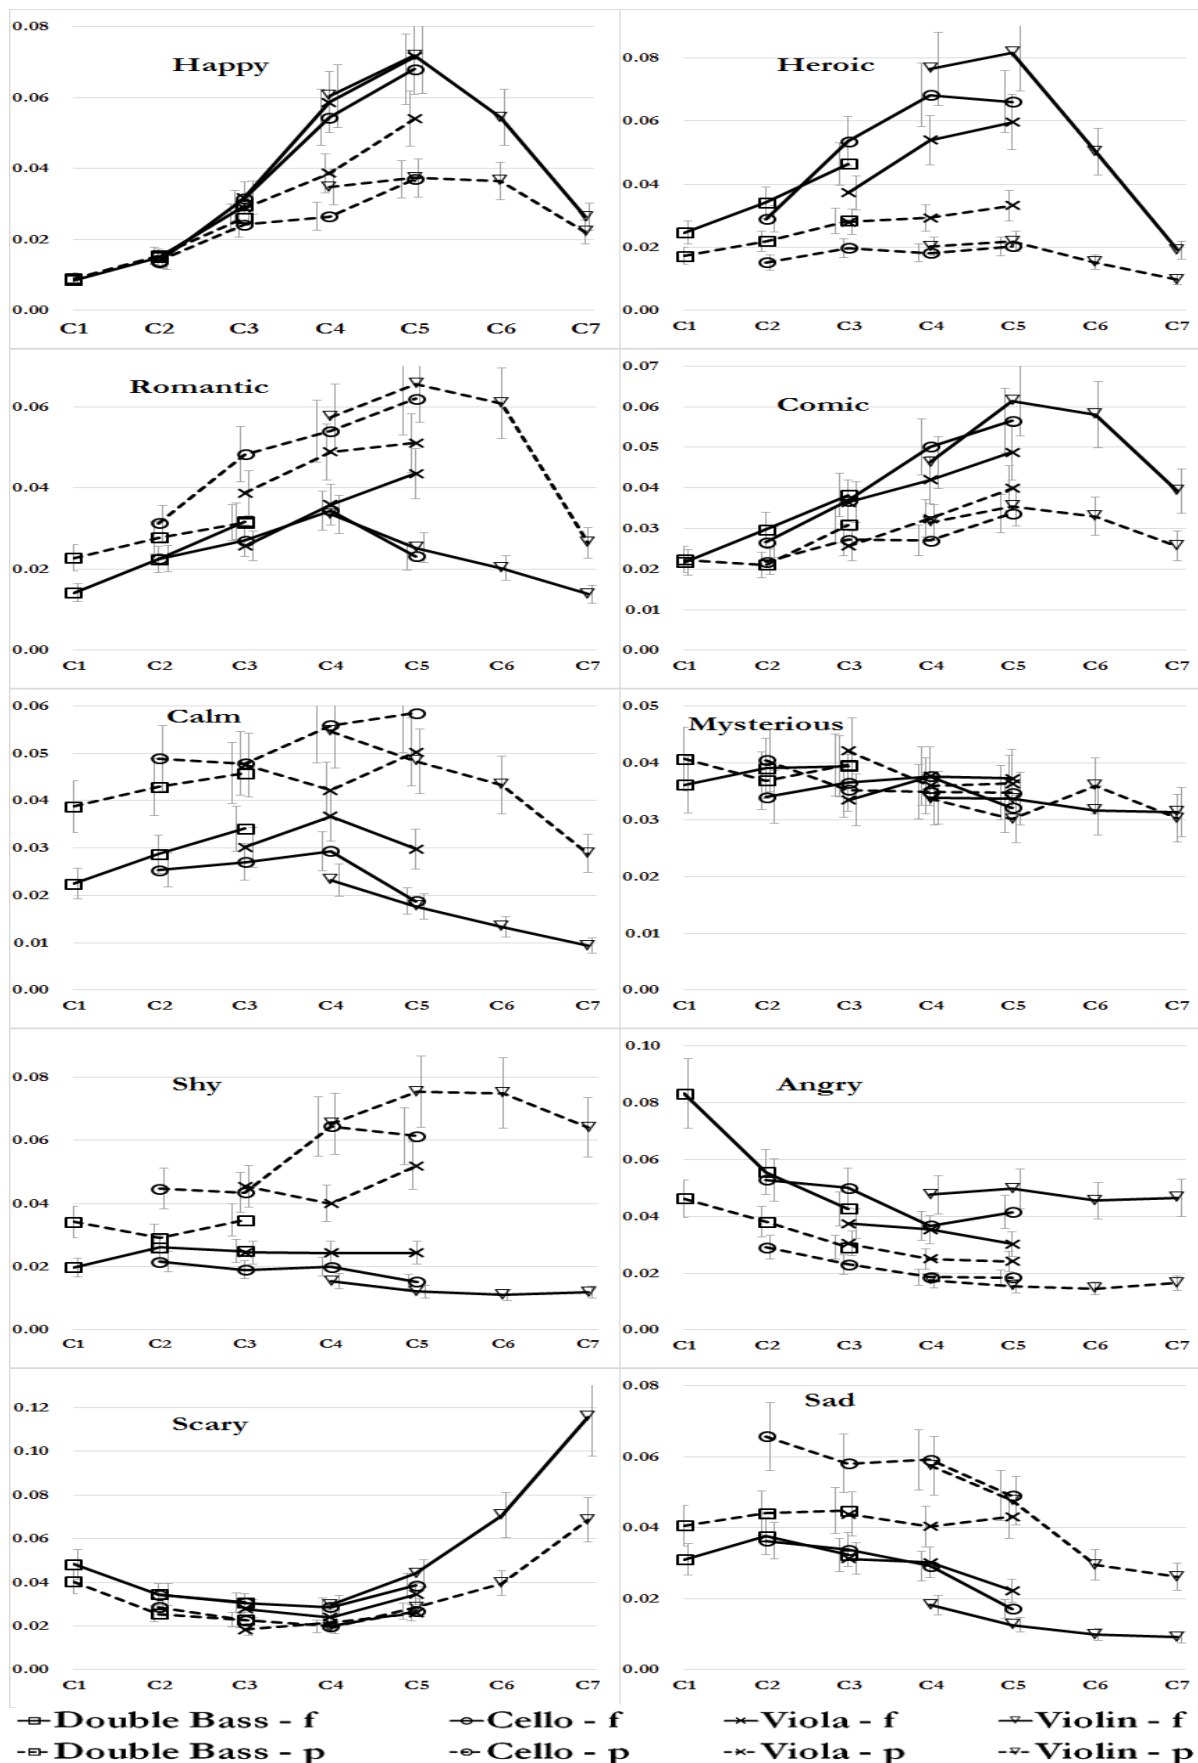 Happy
0.08
0.06
0.04
0.02
0.00
C1 C2 C3 C4 C5 C6 C7
Heroic
0.08
0.06
0.04
0.02
0.00
C1 C2 C3 C4 C5 C6 C7
Romantic
0.06
0.04
0.02
0.00
C1 C2 C3 C4 C5 C6 C7
Comic
0.07
0.06
0.05
0.04
0.03
0.02
0.01
0.00
C1 C2 C3 C4 C5 C6 C7
Calm
0.06
0.05
0.04
0.03
0.02
0.01
0.00
C1 C2 C3 C4 C5 C6 C7
Mysterious
0.05
0.04
0.03
0.02
0.01
0.00
C1 C2 C3 C4 C5 C6 C7
Shy
0.08
0.06
0.04
0.02
0.00
C1 C2 C3 C4 C5 C6 C7
Angry
0.10
0.08
0.06
0.04
0.02
0.00
C1 C2 C3 C4 C5 C6 C7
Scary
0.12
0.10
0.08
0.06
0.04
0.02
0.00
C1 C2 C3 C4 C5 C6 C7
Sad
0.08
0.06
0.04
0.02
0.00
C1 C2 C3 C4 C5 C6 C7
Double Bass - f Cello - f Viola - f Violin - f
Double Bass - p Cello - p Viola - p Violin - p